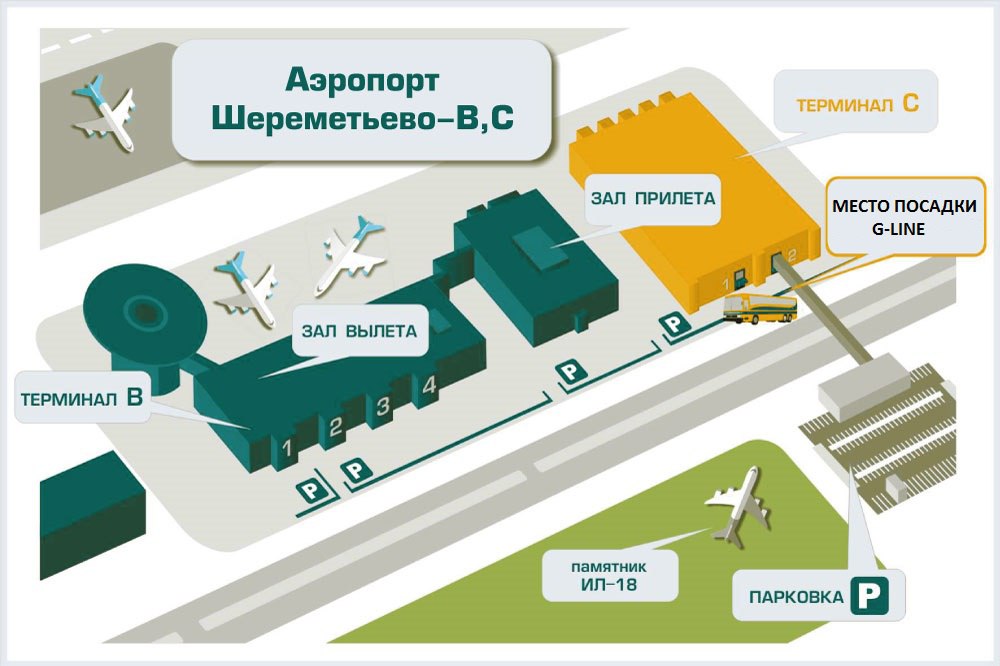 Аэропорт
Шереметьево-В,С
ТЕРМИНАЛ С
ЗАЛ ПРИЛЕТА
МЕСТО ПОСАДКИ
G-LINE
ЗАЛ ВЫЛЕТА
ТЕРМИНАЛ В
1
2
3
4
1
2
P
P
P
P
памятник
ИЛ-18
ПАРКОВКА P